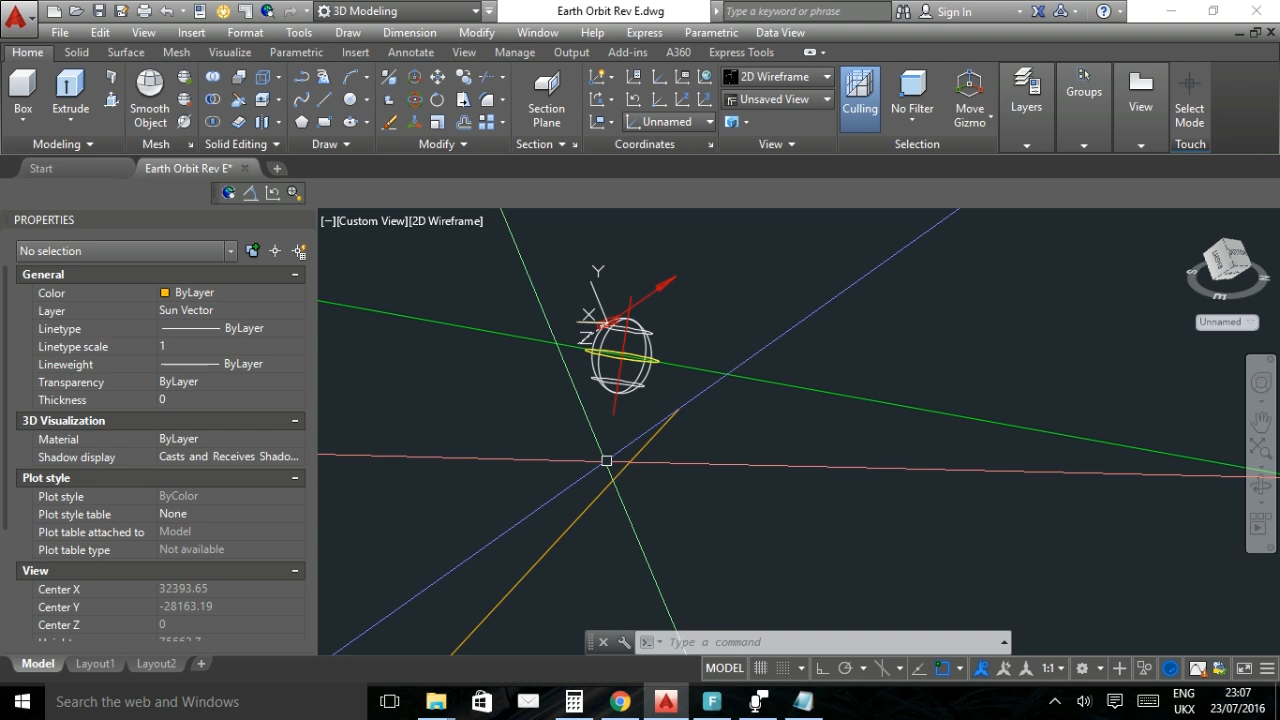 3D Modeling
Earth Orbit Rev E.dwg
Type a keyword or phrase
Sign In
File Edit View Insert Format Tools Draw Dimension Modify Window Help Express Parametric Data View
Home Solid Surface Mesh Visualize Parametric Insert Annotate View Manage Output Add-ins A360 Express Tools
2D Wireframe
Unsaved View
Unnamed
Box
Extrude
Smooth Object
Section Plane
Culling
No Filter
Move Gizmo
Layers
Groups
View
Select Mode
Modeling
Mesh
Solid Editing
Draw
Modify
Section
Coordinates
View
Selection
Touch
Start
Earth Orbit Rev E*
PROPERTIES
No selection
General
Color ByLayer
Layer Sun Vector
Linetype ByLayer
Linetype scale 1
Lineweight ByLayer
Transparency ByLayer
Thickness 0
3D Visualization
Material ByLayer
Shadow display Casts and Receives Shado...
Plot style
Plot style ByColor
Plot style table None
Plot table attached to Model
Plot table type Not available
View
Center X 32393.65
Center Y -28163.19
Center Z 0
[−][Custom View][2D Wireframe]
Y
X
Z
Unnamed
Type a command
Model Layout1 Layout2
MODEL
1:1
Search the web and Windows
ENG
UKX
23:07
23/07/2016